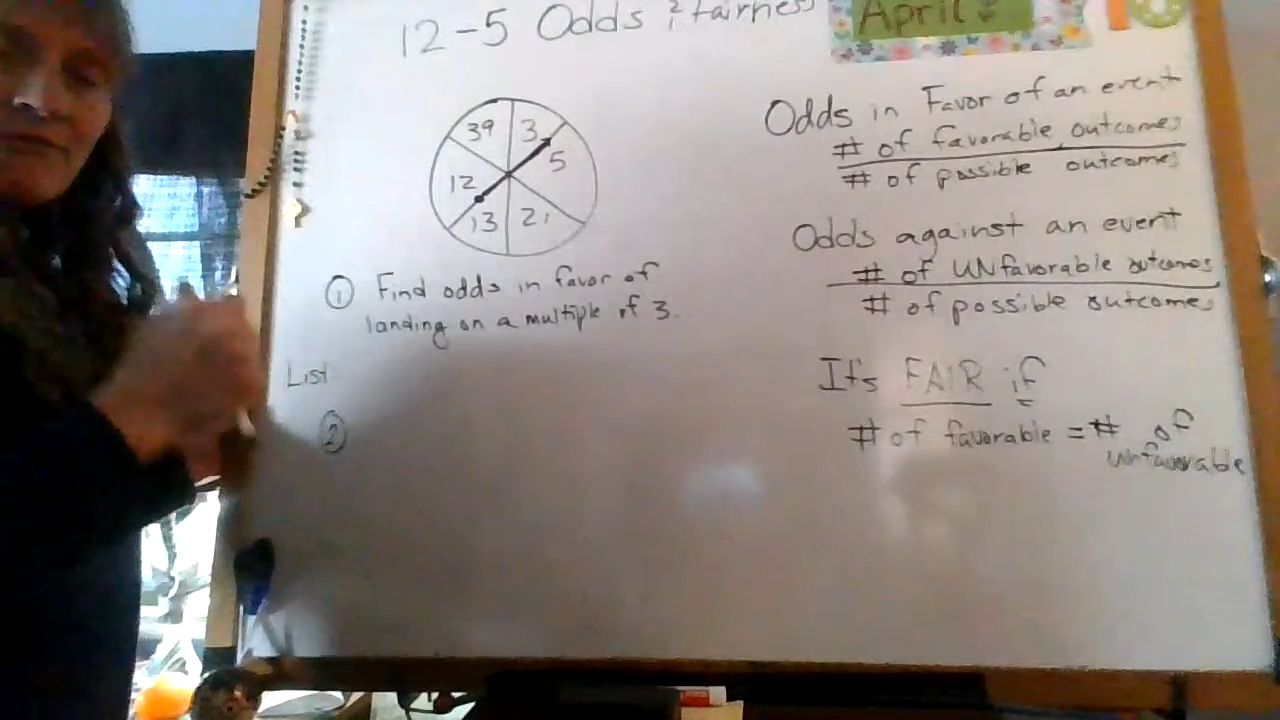 12-5 Odds & fairness
April
10
39
3
5
12
13
21
① Find odds in favor of
landing on a multiple of 3.
List
②
Odds in Favor of an event
# of favorable outcomes
# of possible outcomes
Odds against an event
# of UNfavorable outcomes
# of possible outcomes
It's FAIR if
# of favorable = # of
unfavorable